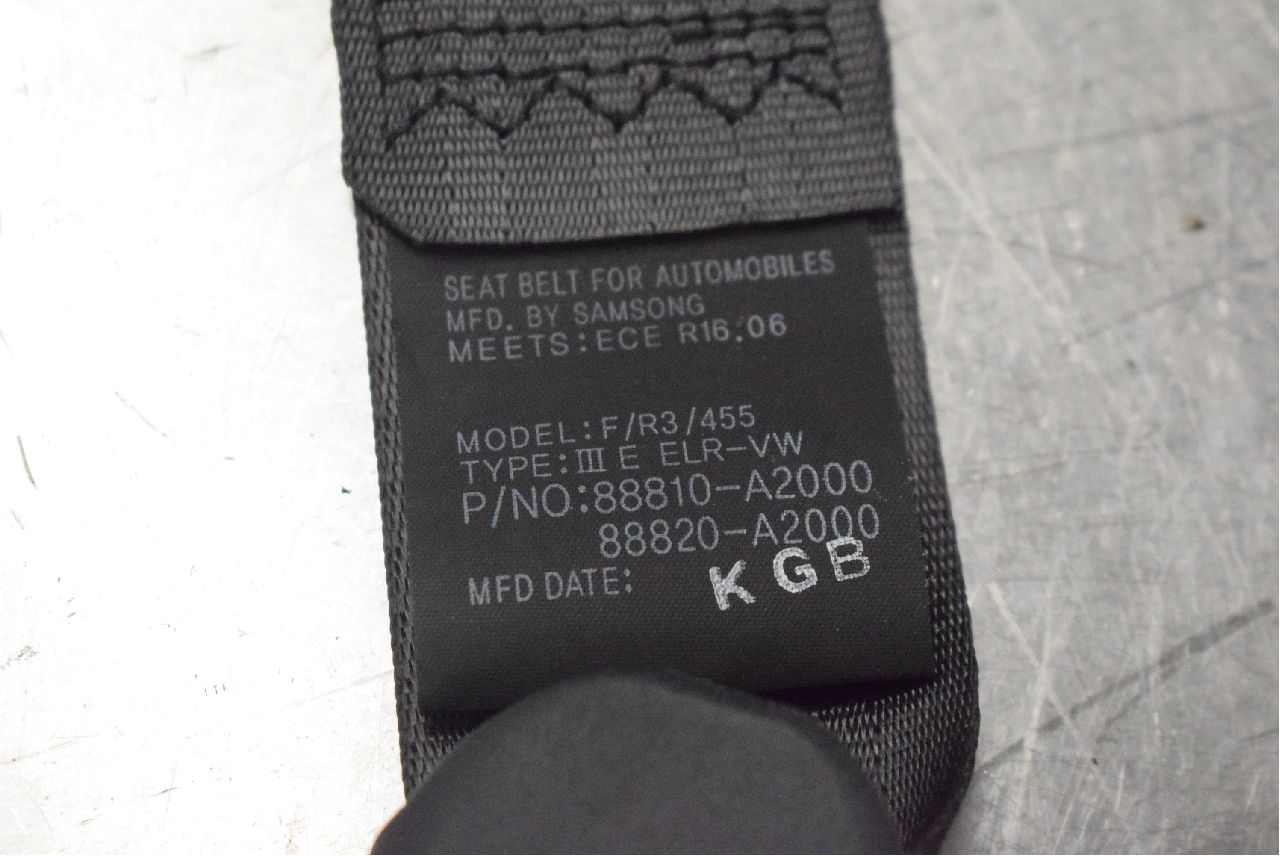 SEAT BELT FOR AUTOMOBILES
MFD. BY SAMSONG
MEETS:ECE R16.06
MODEL:F/R3/455
TYPE:Ⅲ E ELR-VW
P/NO:88810-A2000
88820-A2000
MFD DATE: KGB